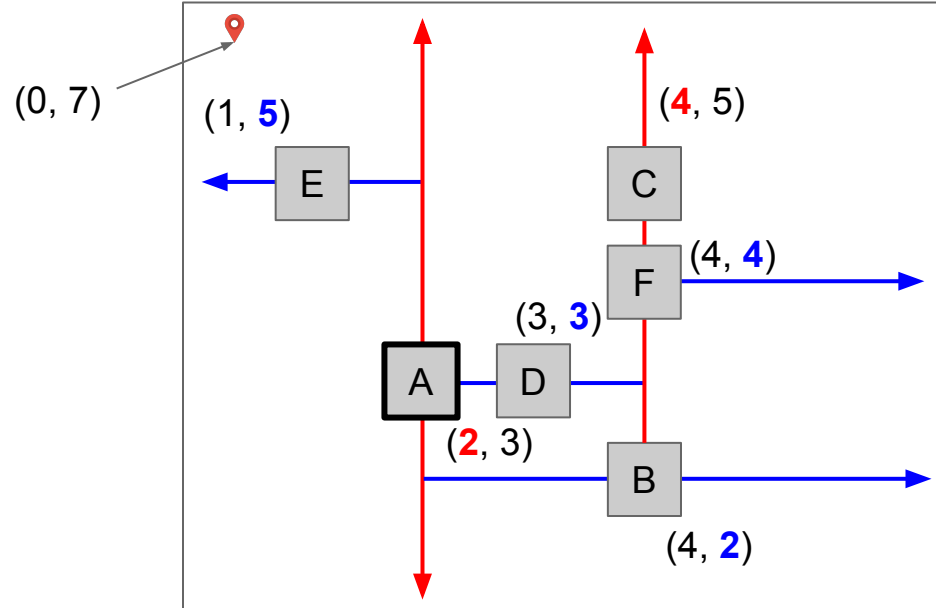 (0, 7)
(1, 5)
E
(4, 5)
C
(4, 4)
F
(3, 3)
A
D
(2, 3)
B
(4, 2)